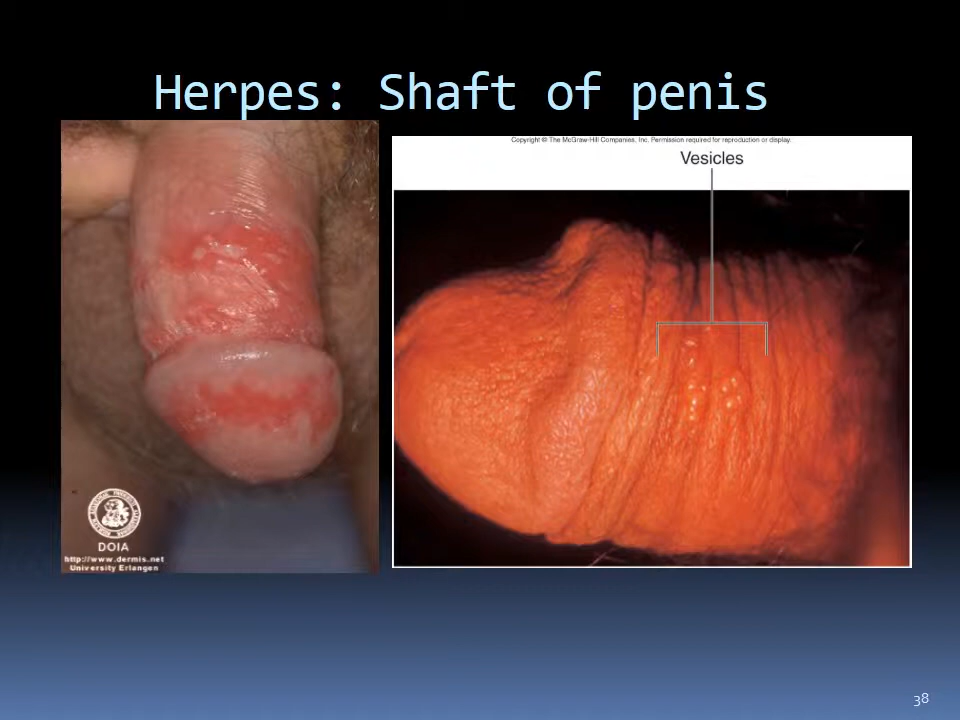 Herpes: Shaft of penis
Copyright © The McGraw-Hill Companies, Inc. Permission required for reproduction or display.
Vesicles
DOIA
http://www.dermis.net
University Erlangen
38